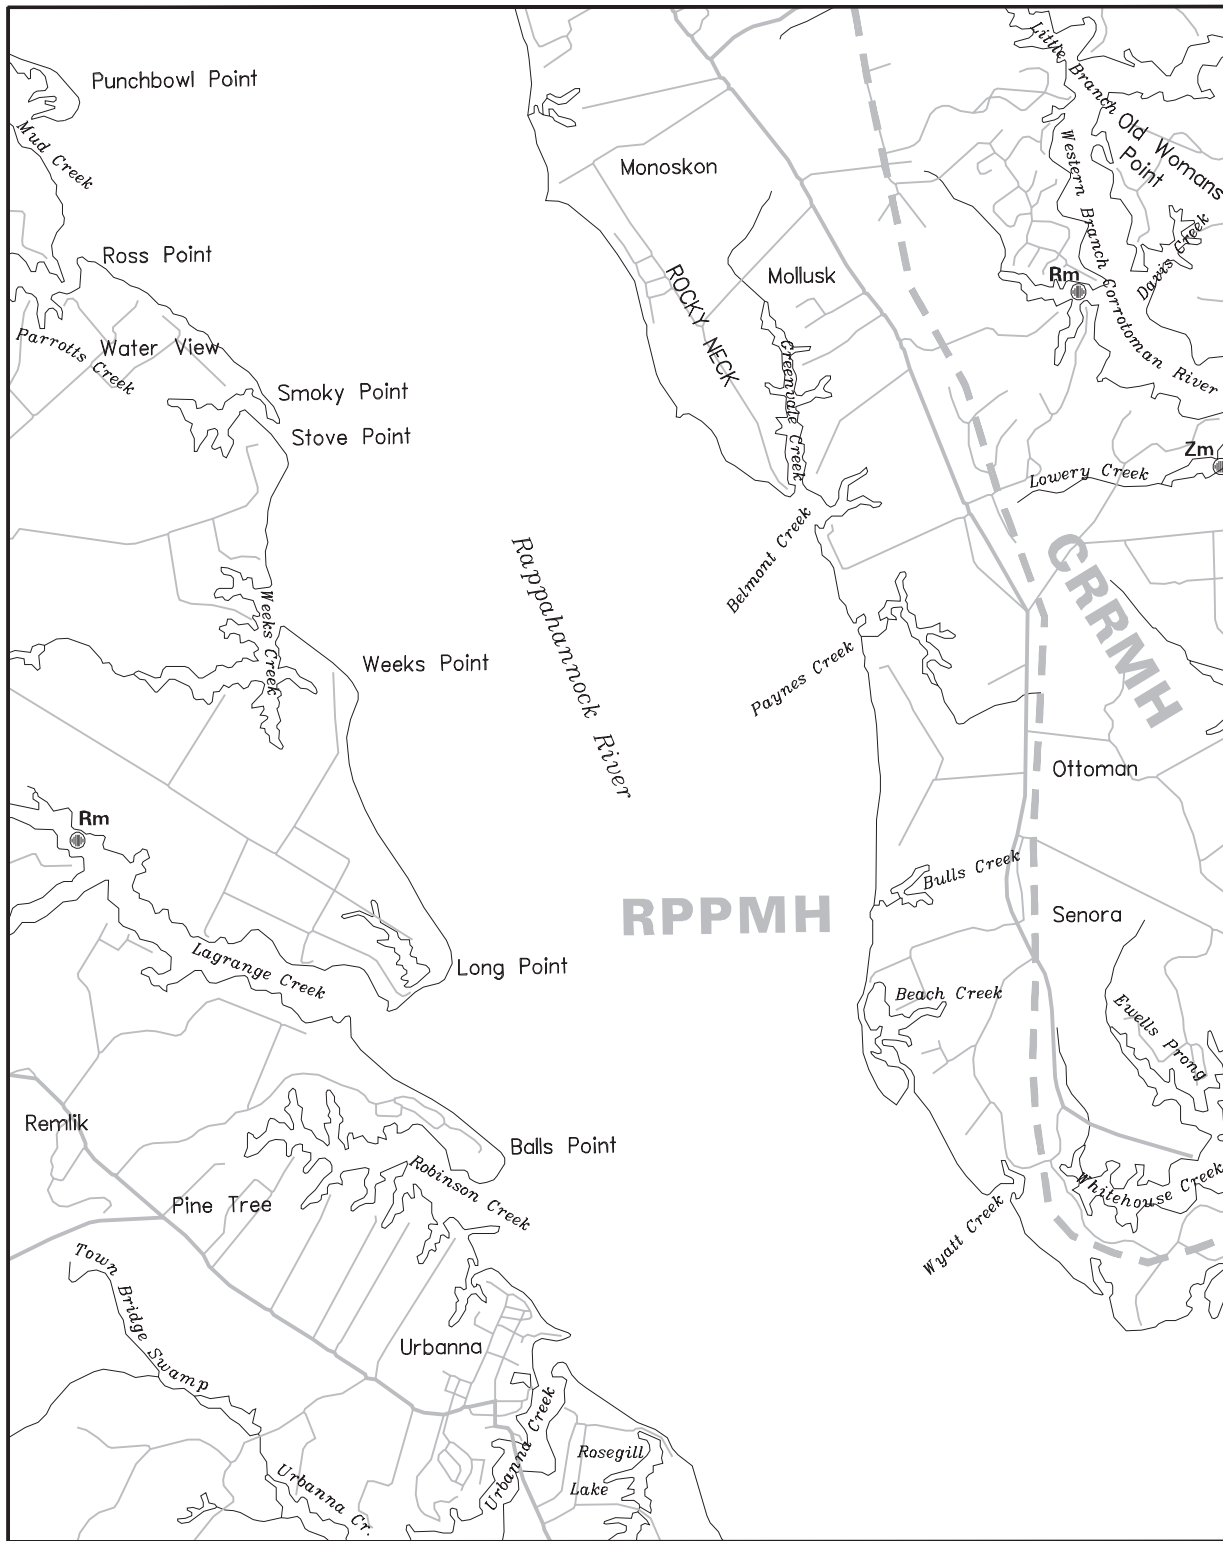 Punchbowl Point
Mud Creek
Ross Point
Water View
Parrotts Creek
Smoky Point
Stove Point
Weeks Creek
Weeks Point
Rm
Lagrange Creek
Long Point
Remlik
Balls Point
Robinson Creek
Pine Tree
Town Bridge Swamp
Urbanna
Urbanna Creek
Urbanna Cr.
Rosegill
Lake
Rappahannock River
RPPMH
Monoskon
ROCKY NECK
Mollusk
Greenvale Creek
Belmont Creek
Paynes Creek
Bulls Creek
Beach Creek
Wyatt Creek
Little Branch
Old Womans
Point
Western Branch Corrotoman River
Davis Creek
Rm
Zm
Lowery Creek
CRRMH
Ottoman
Senora
Ewells Prong
Whitehouse Creek